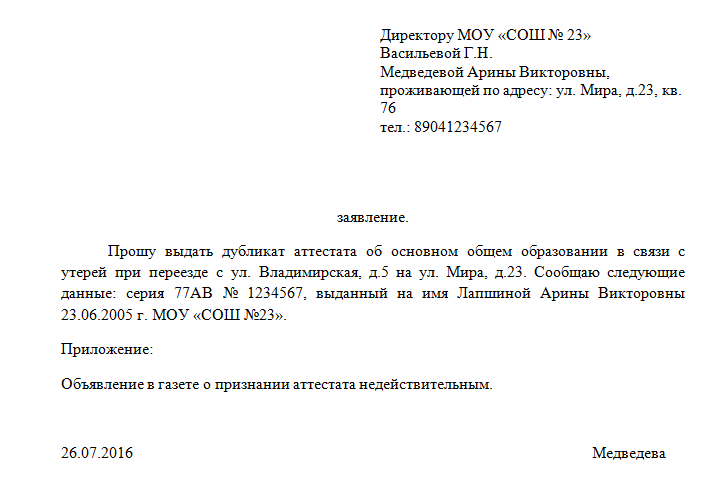 Директору МОУ «СОШ № 23»
Васильевой Г.Н.
Медведевой Арины Викторовны,
проживающей по адресу: ул. Мира, д.23, кв.
76
тел.: 89041234567
заявление.
Прошу выдать дубликат аттестата об основном общем образовании в связи с
утерей при переезде с ул. Владимирская, д.5 на ул. Мира, д.23. Сообщаю следующие
данные: серия 77АВ № 1234567, выданный на имя Лапшиной Арины Викторовны
23.06.2005 г. МОУ «СОШ №23».
Приложение:
Объявление в газете о признании аттестата недействительным.
26.07.2016 Медведева